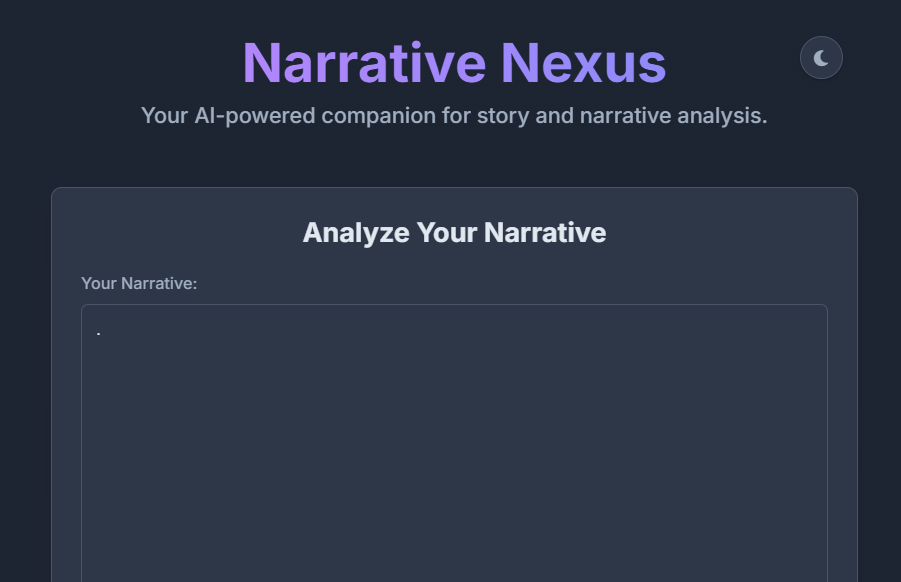 Narrative Nexus
Your AI-powered companion for story and narrative analysis.
Analyze Your Narrative
Your Narrative:
.